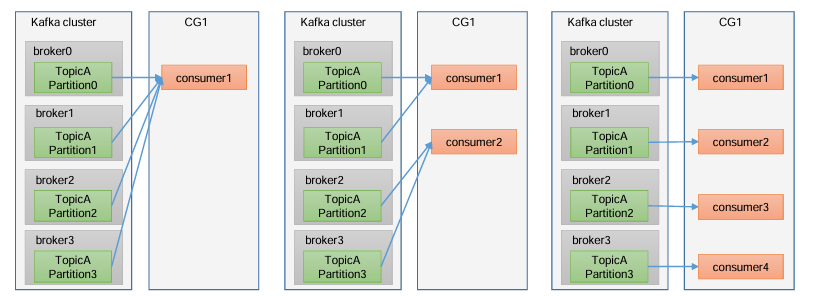 Kafka cluster
CG1
broker0
TopicA
Partition0
consumer1
broker1
TopicA
Partition1
broker2
TopicA
Partition2
broker3
TopicA
Partition3
Kafka cluster
CG1
broker0
TopicA
Partition0
consumer1
broker1
TopicA
Partition1
consumer2
broker2
TopicA
Partition2
broker3
TopicA
Partition3
Kafka cluster
CG1
broker0
TopicA
Partition0
consumer1
broker1
TopicA
Partition1
consumer2
broker2
TopicA
Partition2
consumer3
broker3
TopicA
Partition3
consumer4